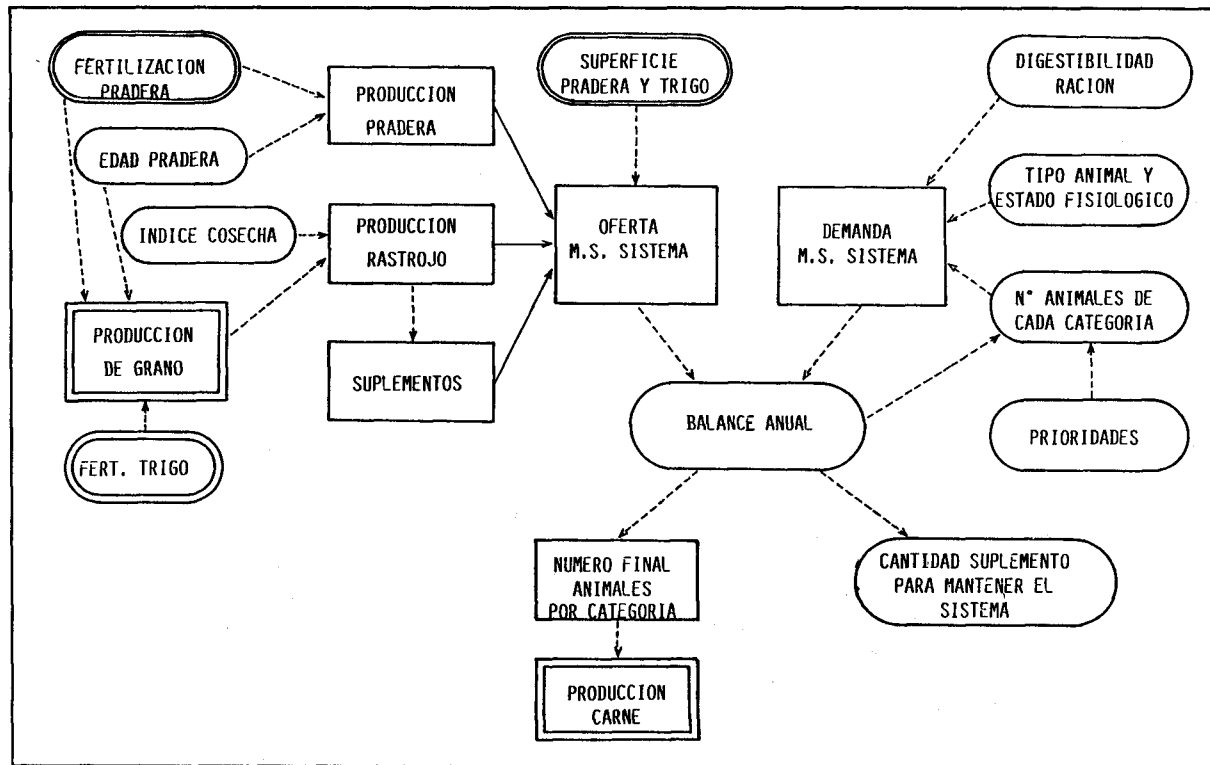 FERTILIZACION
PRADERA
EDAD PRADERA
INDICE COSECHA
PRODUCCION
DE GRANO
FERT. TRIGO
PRODUCCION
PRADERA
PRODUCCION
RASTROJO
SUPLEMENTOS
SUPERFICIE
PRADERA Y TRIGO
OFERTA
M.S. SISTEMA
DEMANDA
M.S. SISTEMA
DIGESTIBILIDAD
RACION
TIPO ANIMAL Y
ESTADO FISIOLOGICO
N° ANIMALES DE
CADA CATEGORIA
PRIORIDADES
BALANCE ANUAL
NUMERO FINAL
ANIMALES
POR CATEGORIA
CANTIDAD SUPLEMENTO
PARA MANTENER EL
SISTEMA
PRODUCCION
CARNE